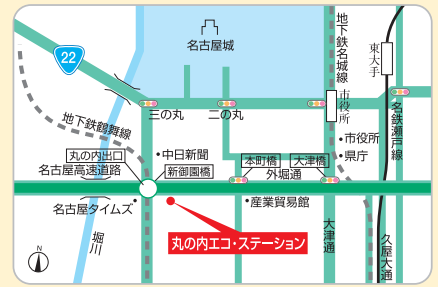 名古屋城
22
地下鉄名城線
東大手
市役所
三の丸
二の丸
名鉄瀬戸線
地下鉄鶴舞線
市役所
県庁
丸の内出口
中日新聞
本町橋
大津橋
名古屋高速道路
新御園橋
外堀通
名古屋タイムズ
産業貿易館
堀川
丸の内エコ・ステーション
大津通
久屋大通
N